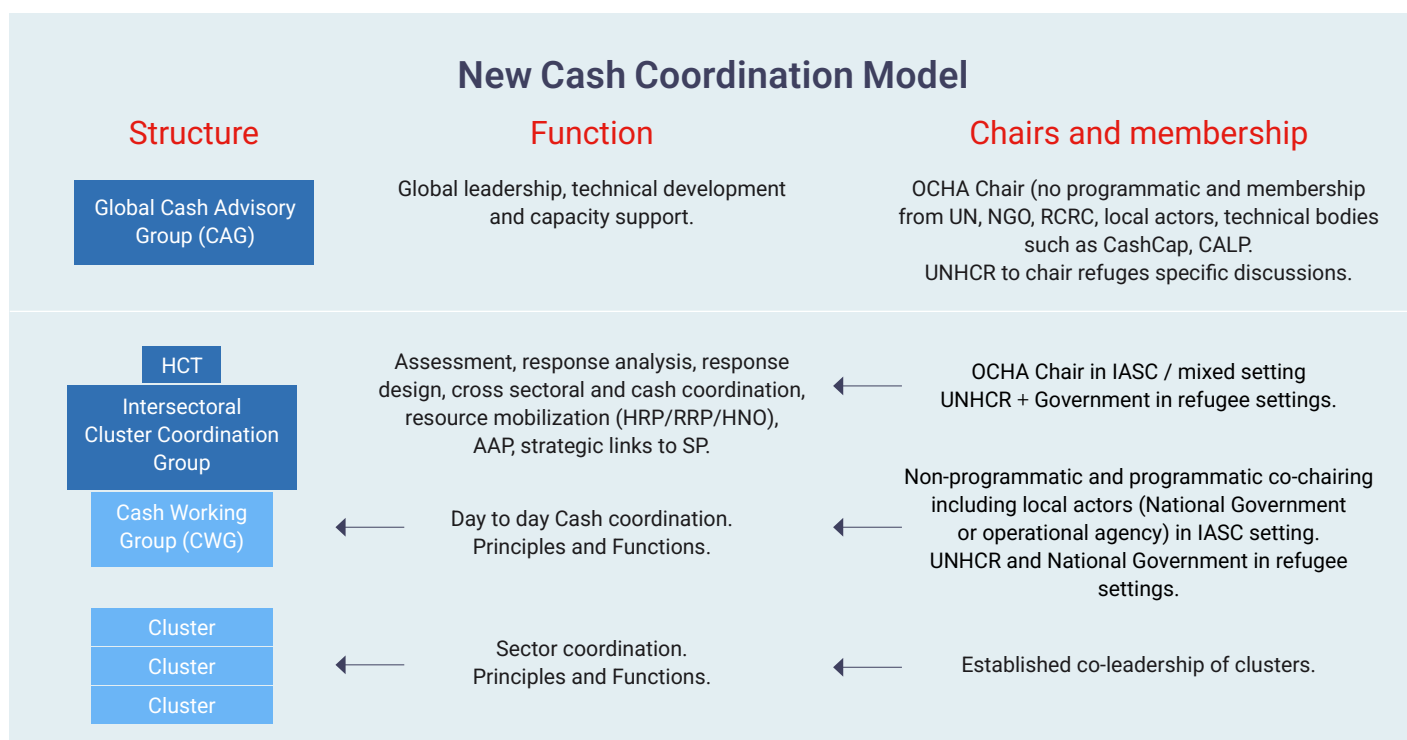 New Cash Coordination Model
Structure
Function
Chairs and membership
Global Cash Advisory
Group (CAG)
Global leadership, technical development
and capacity support.
OCHA Chair (no programmatic and membership
from UN, NGO, RCRC, local actors, technical bodies
such as CashCap, CALP.
UNHCR to chair refuges specific discussions.
HCT
Intersectoral
Cluster Coordination
Group
Assessment, response analysis, response
design, cross sectoral and cash coordination,
resource mobilization (HRP/RRP/HNO),
AAP, strategic links to SP.
OCHA Chair in IASC / mixed setting
UNHCR + Government in refugee settings.
Cash Working
Group (CWG)
Day to day Cash coordination.
Principles and Functions.
Non-programmatic and programmatic co-chairing
including local actors (National Government
or operational agency) in IASC setting.
UNHCR and National Government in refugee
settings.
Cluster
Cluster
Cluster
Sector coordination.
Principles and Functions.
Established co-leadership of clusters.